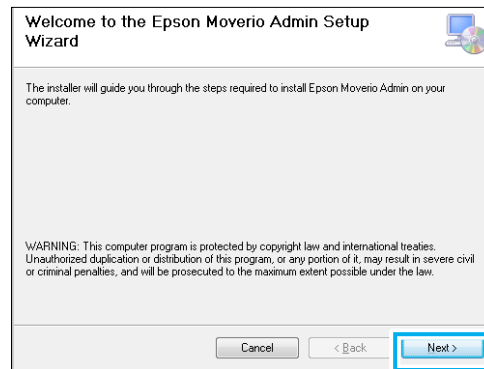 Welcome to the Epson Moverio Admin Setup
Wizard
The installer will guide you through the steps required to install Epson Moverio Admin on your
computer.
WARNING: This computer program is protected by copyright law and international treaties.
Unauthorized duplication or distribution of this program, or any portion of it, may result in severe civil
or criminal penalties, and will be prosecuted to the maximum extent possible under the law.
Cancel < Back Next >